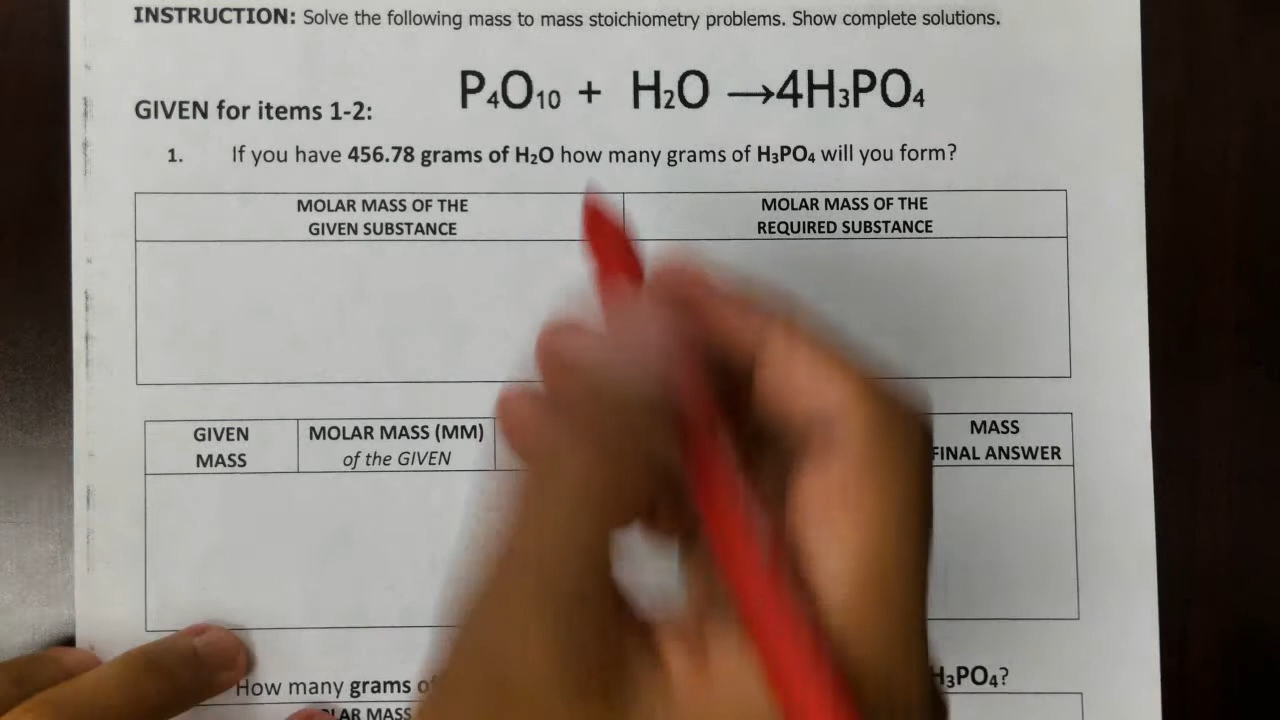 INSTRUCTION: Solve the following mass to mass stoichiometry problems. Show complete solutions.
P₄O₁₀ + H₂O →4H₃PO₄
GIVEN for items 1-2:
1. If you have 456.78 grams of H₂O how many grams of H₃PO₄ will you form?
MOLAR MASS OF THE
GIVEN SUBSTANCE
MOLAR MASS OF THE
REQUIRED SUBSTANCE
GIVEN
MASS
MOLAR MASS (MM)
of the GIVEN
MASS
FINAL ANSWER
How many grams of
H₃PO₄?
MASS